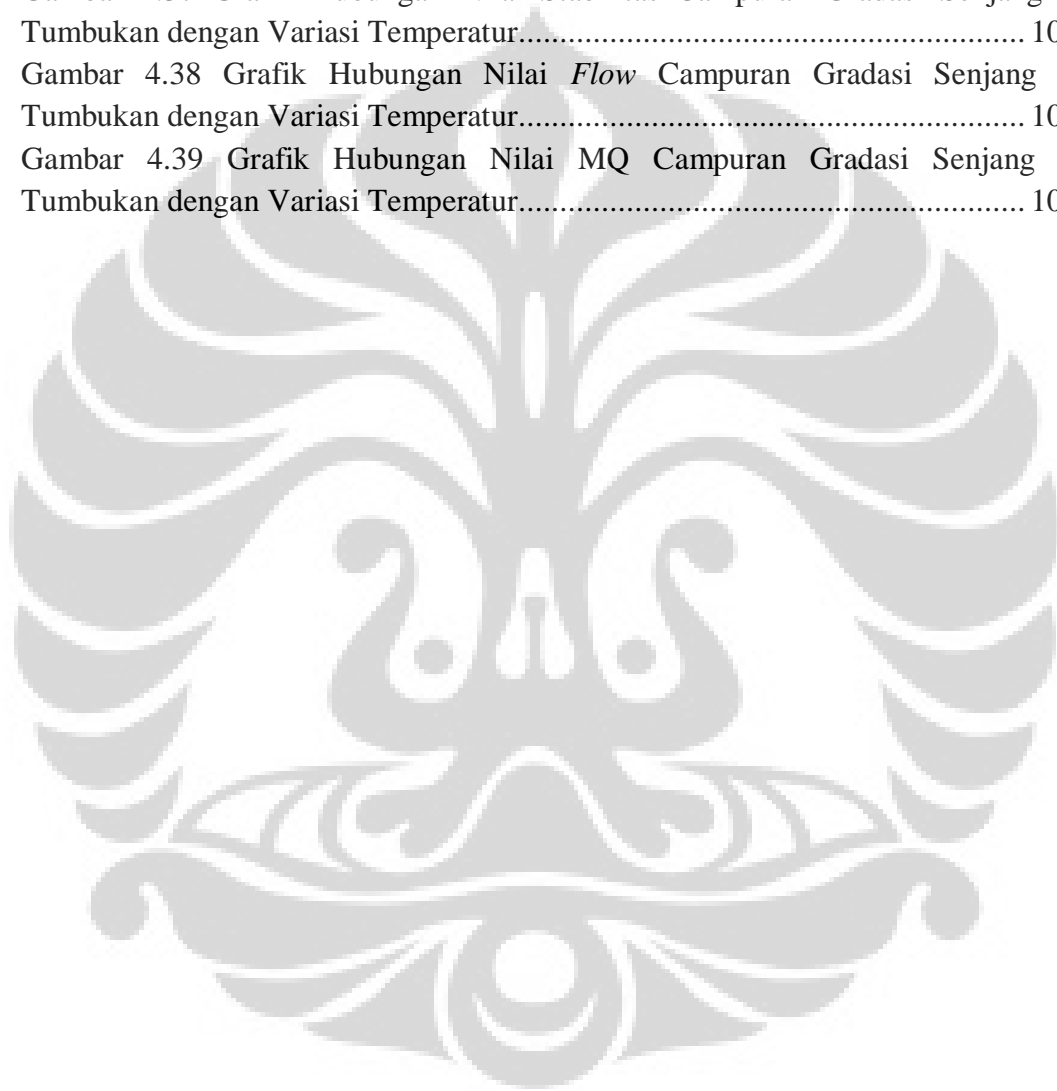 Tumbukan dengan Variasi Temperatur.......................................................... 10
Gambar 4.38 Grafik Hubungan Nilai Flow Campuran Gradasi Senjang
Tumbukan dengan Variasi Temperatur.......................................................... 10
Gambar 4.39 Grafik Hubungan Nilai MQ Campuran Gradasi Senjang
Tumbukan dengan Variasi Temperatur.......................................................... 10